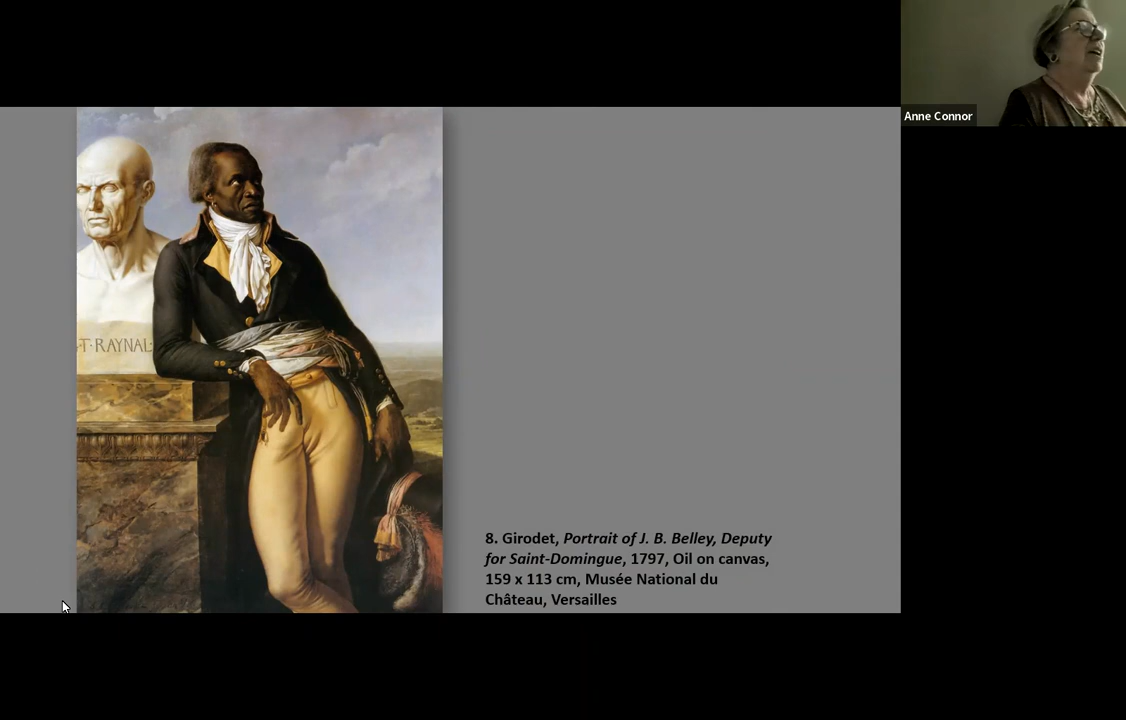 Anne Connor
T·RAYNAL
8. Girodet, Portrait of J. B. Belley, Deputy
for Saint-Domingue, 1797, Oil on canvas,
159 x 113 cm, Musée National du
Château, Versailles